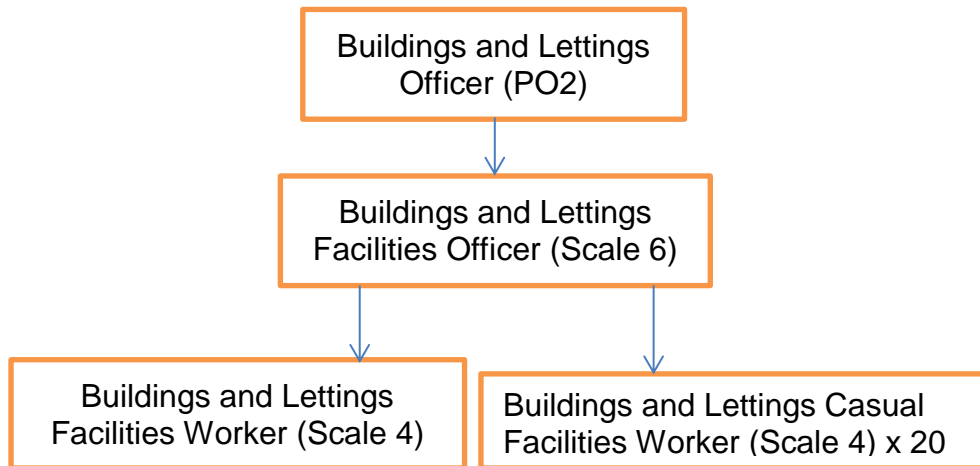 Buildings and Lettings
Officer (PO2)
Buildings and Lettings
Facilities Officer (Scale 6)
Buildings and Lettings
Facilities Worker (Scale 4)
Buildings and Lettings Casual
Facilities Worker (Scale 4) x 20